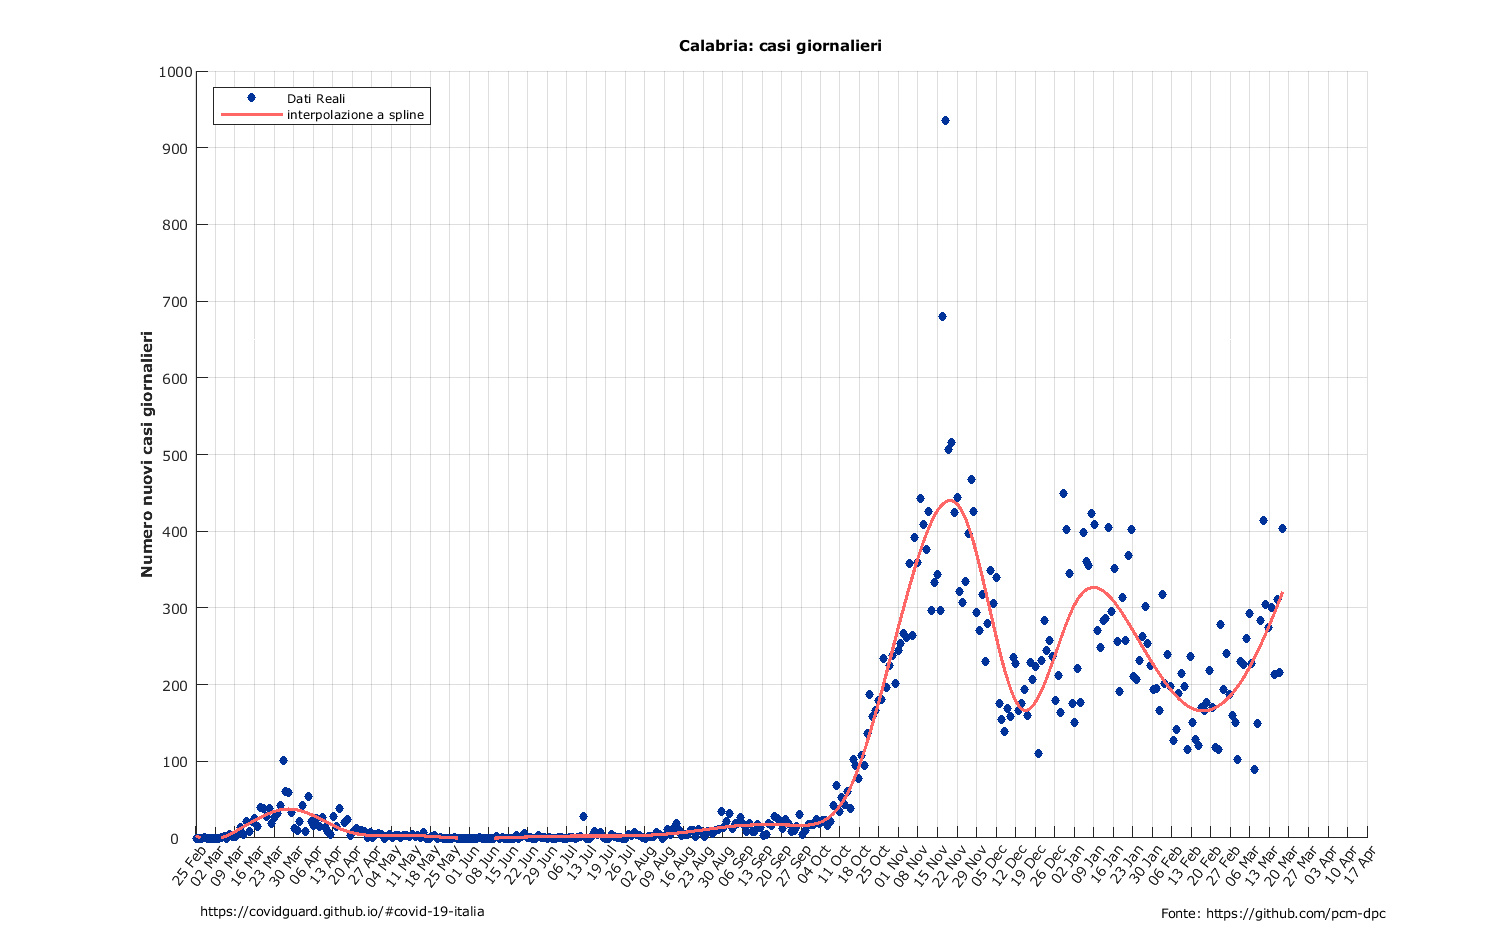 Calabria: casi giornalieri
1000
900
800
700
600
500
400
300
200
100
0
Dati Reali
interpolazione a spline
Numero nuovi casi giornalieri
25 Feb
02 Mar
09 Mar
16 Mar
23 Mar
30 Mar
06 Apr
13 Apr
20 Apr
27 Apr
04 May
11 May
18 May
25 May
01 Jun
08 Jun
15 Jun
22 Jun
29 Jun
06 Jul
13 Jul
19 Jul
26 Jul
02 Aug
09 Aug
16 Aug
23 Aug
30 Aug
06 Sep
13 Sep
20 Sep
27 Sep
04 Oct
11 Oct
18 Oct
25 Oct
01 Nov
08 Nov
15 Nov
22 Nov
29 Nov
05 Dec
12 Dec
19 Dec
26 Dec
02 Jan
09 Jan
16 Jan
23 Jan
30 Jan
06 Feb
13 Feb
20 Feb
27 Feb
06 Mar
13 Mar
20 Mar
27 Mar
03 Apr
10 Apr
17 Apr
https://covidguard.github.io/#covid-19-italia
Fonte: https://github.com/pcm-dpc